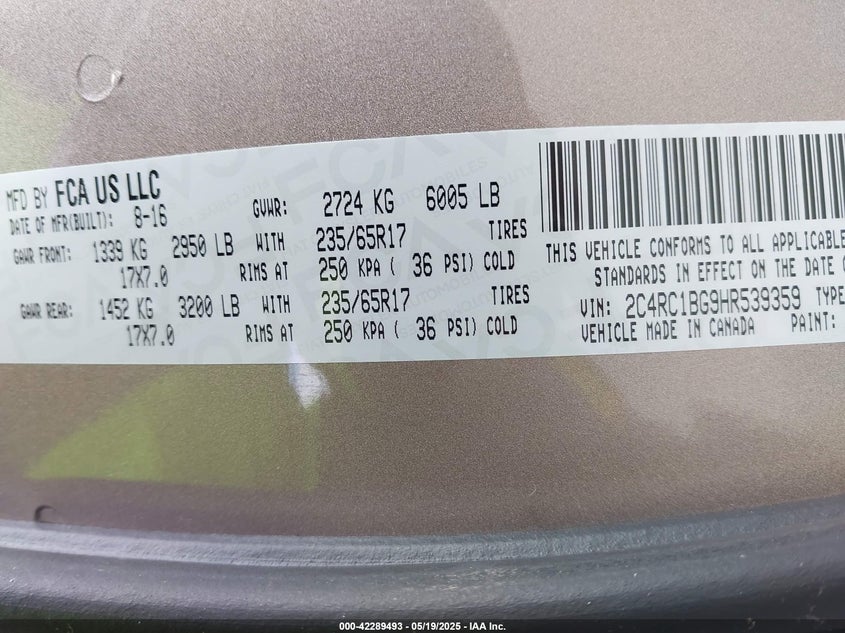 MFD BY FCA US LLC
DATE OF MFR(BUILT): 8-16 GVWR: 2724 KG 6005 LB
GAWR FRONT: 1339 KG 2950 LB WITH 235/65R17 TIRES
17X7.0 RIMS AT 250 KPA ( 36 PSI) COLD
GAWR REAR: 1452 KG 3200 LB WITH 235/65R17 TIRES
17X7.0 RIMS AT 250 KPA ( 36 PSI) COLD
THIS VEHICLE CONFORMS TO ALL APPLICABLE
STANDARDS IN EFFECT ON THE DATE
VIN: 2C4RC1BG9HR539359 TYPE
VEHICLE MADE IN CANADA PAINT:
000-42289493 - 05/19/2025 - IAA Inc.